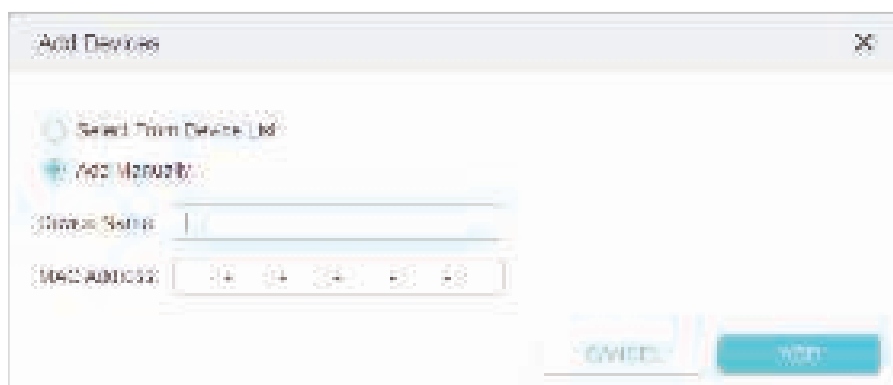 Add Devices
Select From Device List
Add Manually
Device Name:
MAC Address: - - - - -
CANCEL ADD